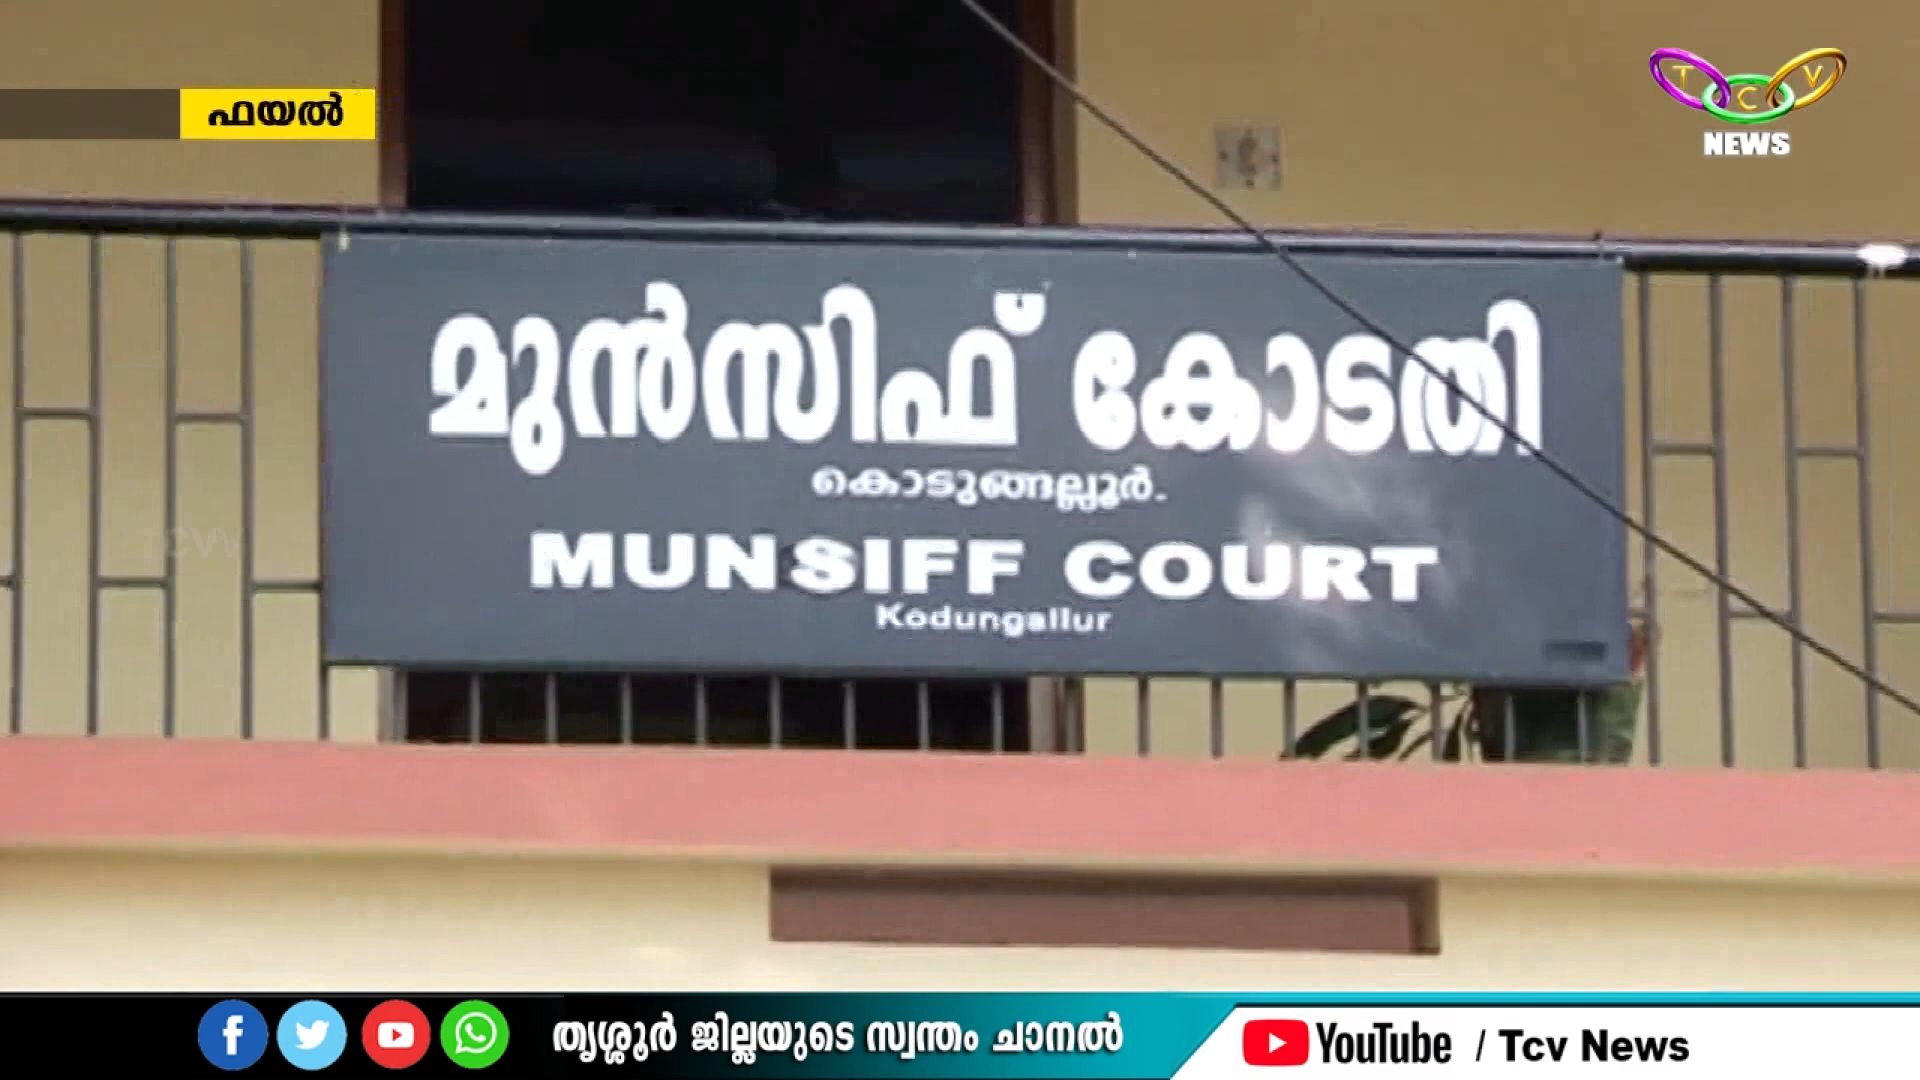 ഫയൽ
T C V
NEWS
മുൻസിഫ് കോടതി
കൊടുങ്ങല്ലൂർ.
MUNSIFF COURT
Kodungallur
TCV
തൃശ്ശൂർ ജില്ലയുടെ സ്വന്തം ചാനൽ
YouTube / Tcv News